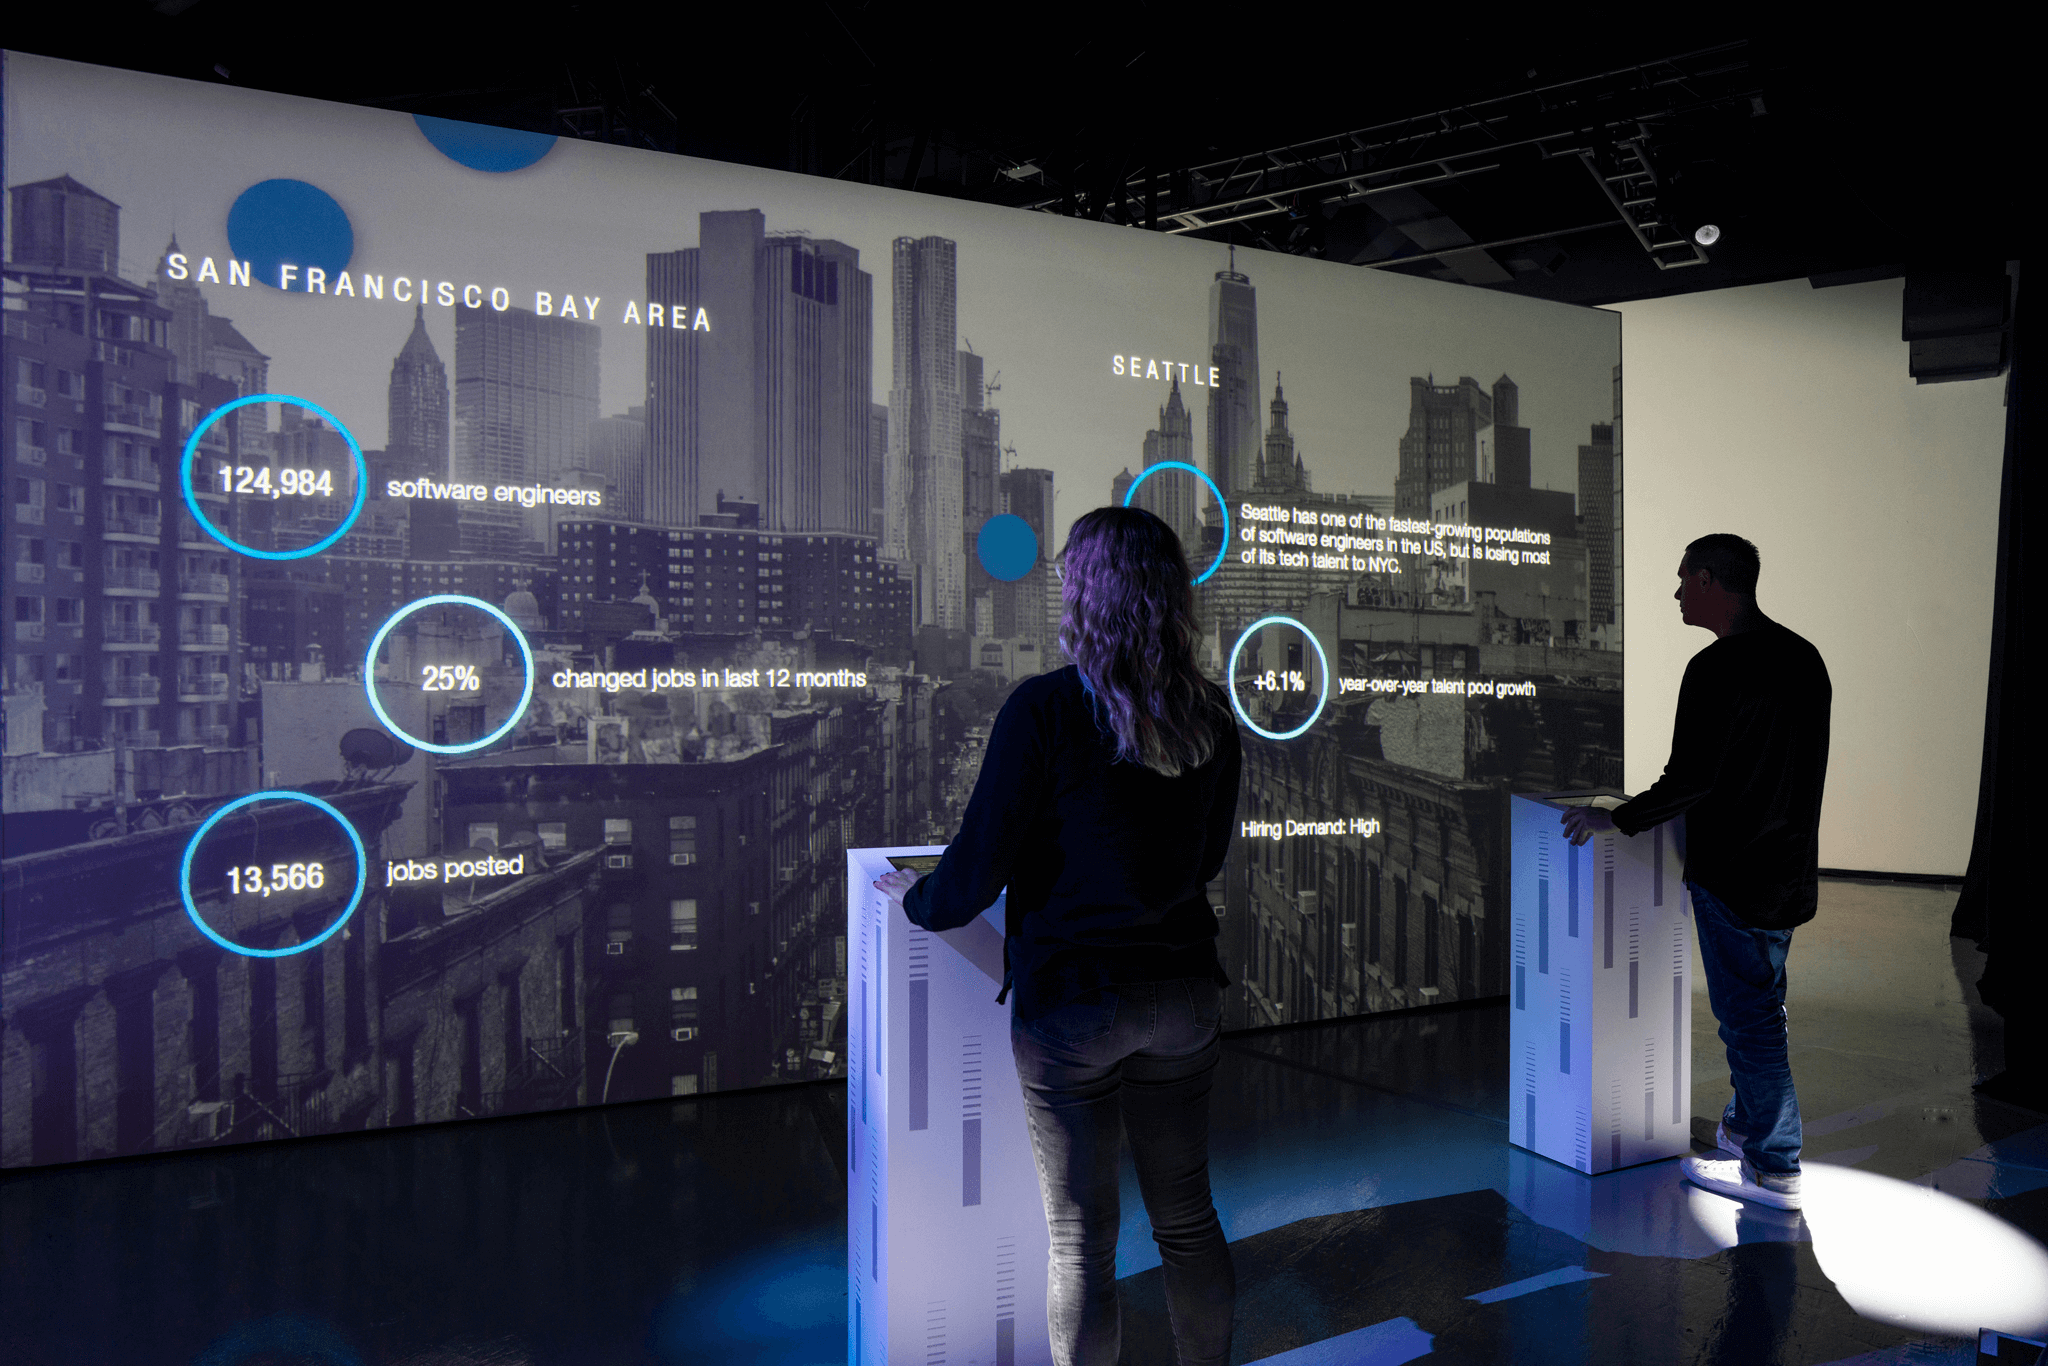 SAN FRANCISCO BAY AREA
124,984 software engineers
25% changed jobs in last 12 months
13,566 jobs posted
SEATTLE
Seattle has one of the fastest-growing populations
of software engineers in the US, but is losing most
of its tech talent to NYC.
+6.1% year-over-year talent pool growth
Hiring Demand: High